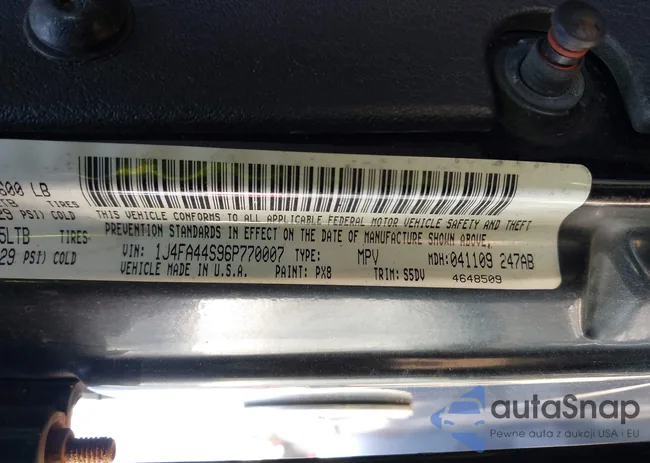 600 LB
LTB TIRES
29 PSI) COLD
THIS VEHICLE CONFORMS TO ALL APPLICABLE FEDERAL MOTOR VEHICLE SAFETY AND THEFT
PREVENTION STANDARDS IN EFFECT ON THE DATE OF MANUFACTURE SHOWN ABOVE,
5LTB TIRES
VIN: 1J4FA44S96P770007 TYPE: MPV MDH: 041109 247AB
29 PSI) COLD
VEHICLE MADE IN U.S.A. PAINT: PX8 TRIM: S5DV 4648509
autaSnap
Pewne auta z aukcji USA i EU